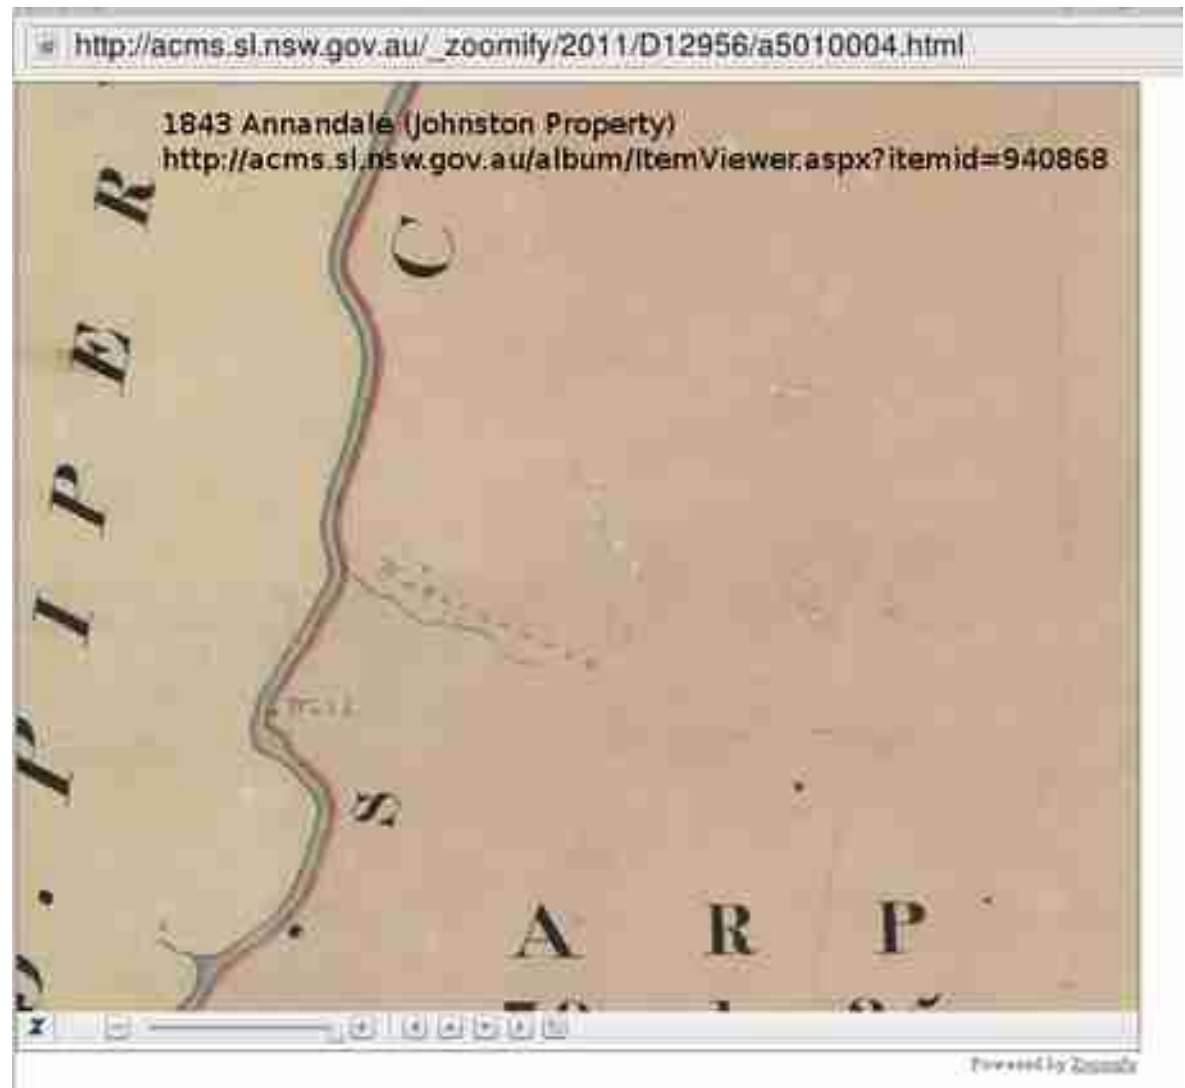 http://acms.sl.nsw.gov.au/_zoomify/2011/D12956/a5010004.html
1843 Annandale (Johnston Property)
http://acms.sl.nsw.gov.au/album/ItemViewer.aspx?itemid=940868
P I P E R
C
S
A R P
Powered by Zoomify